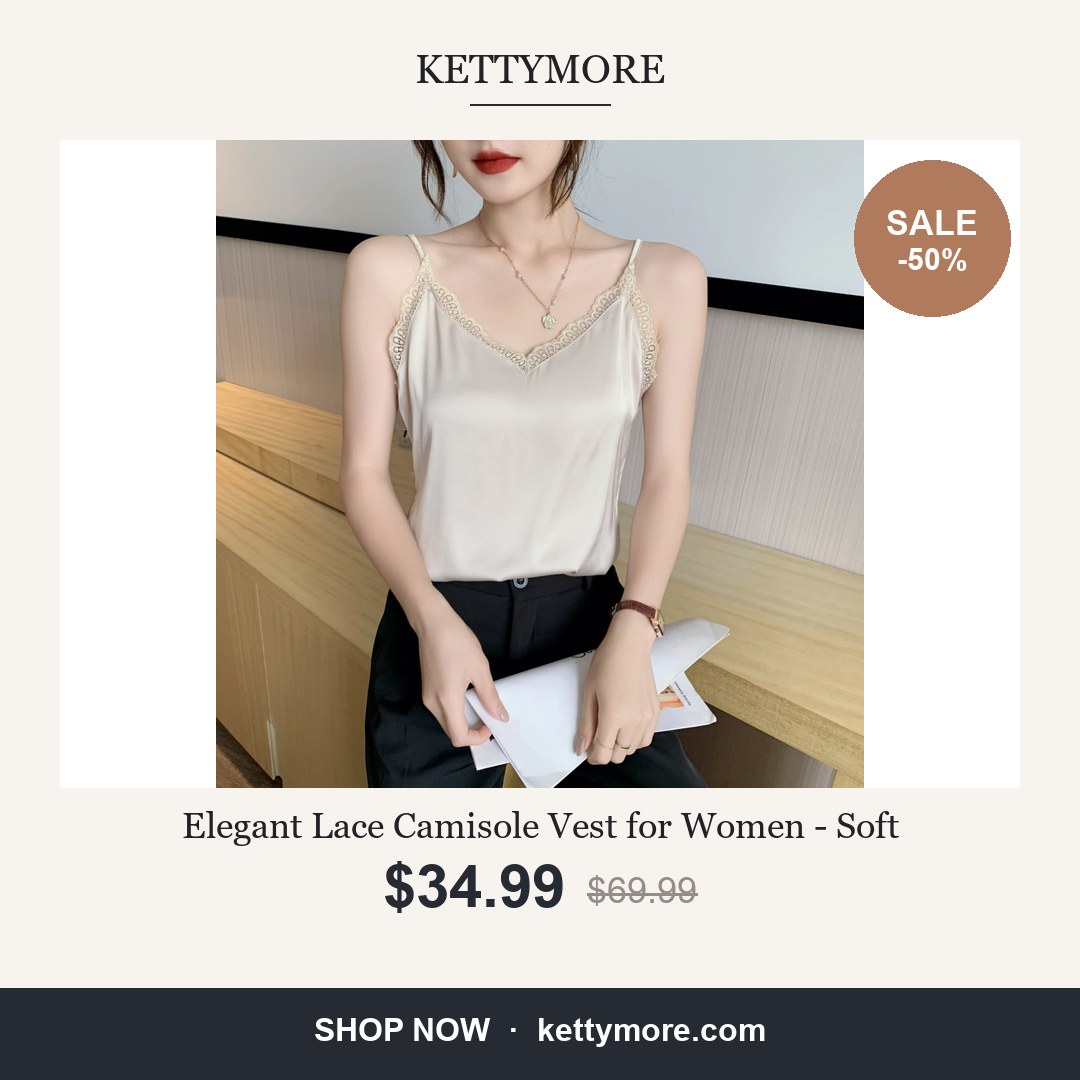 KETTYMORE
SALE
-50%
Elegant Lace Camisole Vest for Women - Soft
$34.99 $69.99
SHOP NOW · kettymore.com